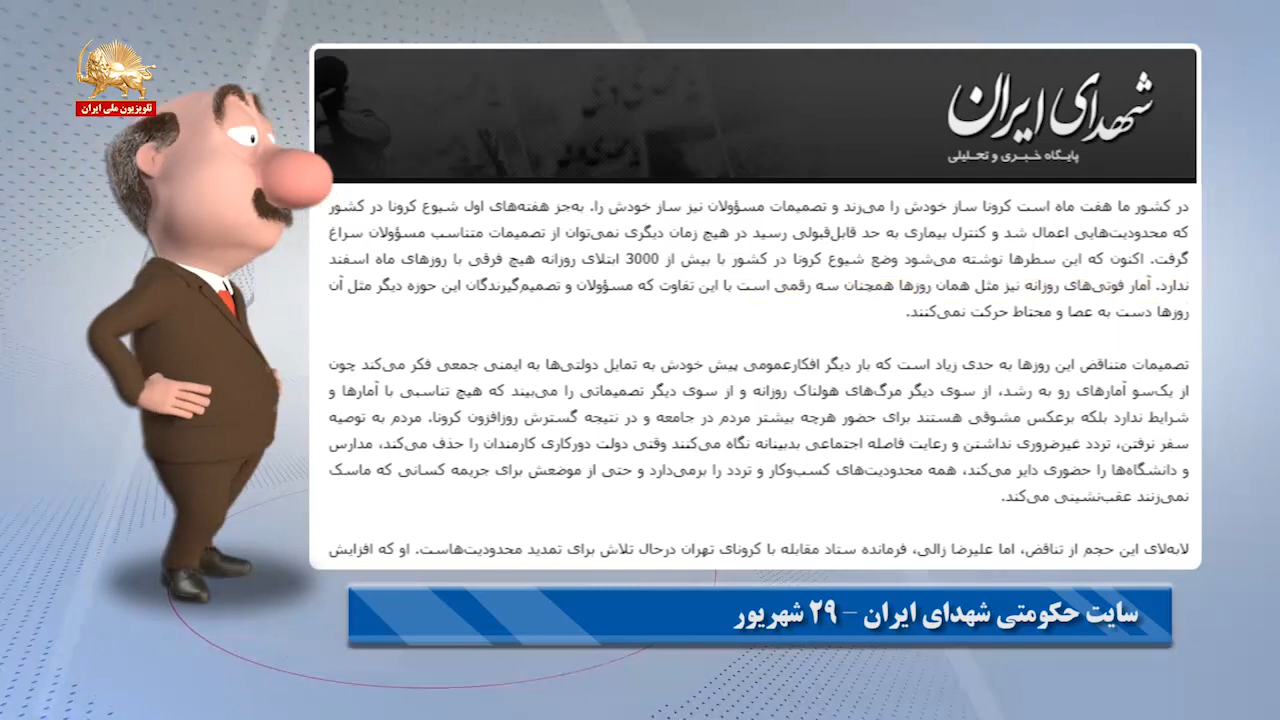 تلویزیون ملی ایران
شهدای ایران
پایگاه خبری و تحلیلی
در کشور ما هفت ماه است کرونا ساز خودش را می‌زند و تصمیمات مسؤولان نیز ساز خودش را. به‌جز هفته‌های اول شیوع کرونا در کشور
که محدودیت‌هایی اعمال شد و کنترل بیماری به حد قابل‌قبولی رسید در هیچ زمان دیگری نمی‌توان از تصمیمات متناسب مسؤولان سراغ
گرفت. اکنون که این سطرها نوشته می‌شود وضع شیوع کرونا در کشور با بیش از 3000 ابتلای روزانه هیچ فرقی با روزهای ماه اسفند
ندارد. آمار فوتی‌های روزانه نیز مثل همان روزها همچنان سه رقمی است با این تفاوت که مسؤولان و تصمیم‌گیرندگان این حوزه دیگر مثل آن
روزها دست به عصا و محتاط حرکت نمی‌کنند.
تصمیمات متناقض این روزها به حدی زیاد است که بار دیگر افکارعمومی پیش خودش به تمایل دولتی‌ها به ایمنی جمعی فکر می‌کند چون
از یک‌سو آمارهای رو به رشد، از سوی دیگر مرگ‌های هولناک روزانه و از سوی دیگر تصمیماتی را می‌بیند که هیچ تناسبی با آمارها و
شرایط ندارد بلکه برعکس مشوقی هستند برای حضور هرچه بیشتر مردم در جامعه و در نتیجه گسترش روزافزون کرونا. مردم به توصیه
سفر نرفتن، تردد غیرضروری نداشتن و رعایت فاصله اجتماعی بدبینانه نگاه می‌کنند وقتی دولت دورکاری کارمندان را حذف می‌کند، مدارس
و دانشگاه‌ها را حضوری دایر می‌کند، همه محدودیت‌های کسب‌وکار و تردد را برمی‌دارد و حتی از موضعش برای جریمه کسانی که ماسک
نمی‌زنند عقب‌نشینی می‌کند.
لابه‌لای این حجم از تناقض، اما علیرضا زالی، فرمانده ستاد مقابله با کرونای تهران درحال تلاش برای تمدید محدودیت‌هاست. او که افزایش
سایت حکومتی شهدای ایران – ۲۹ شهریور